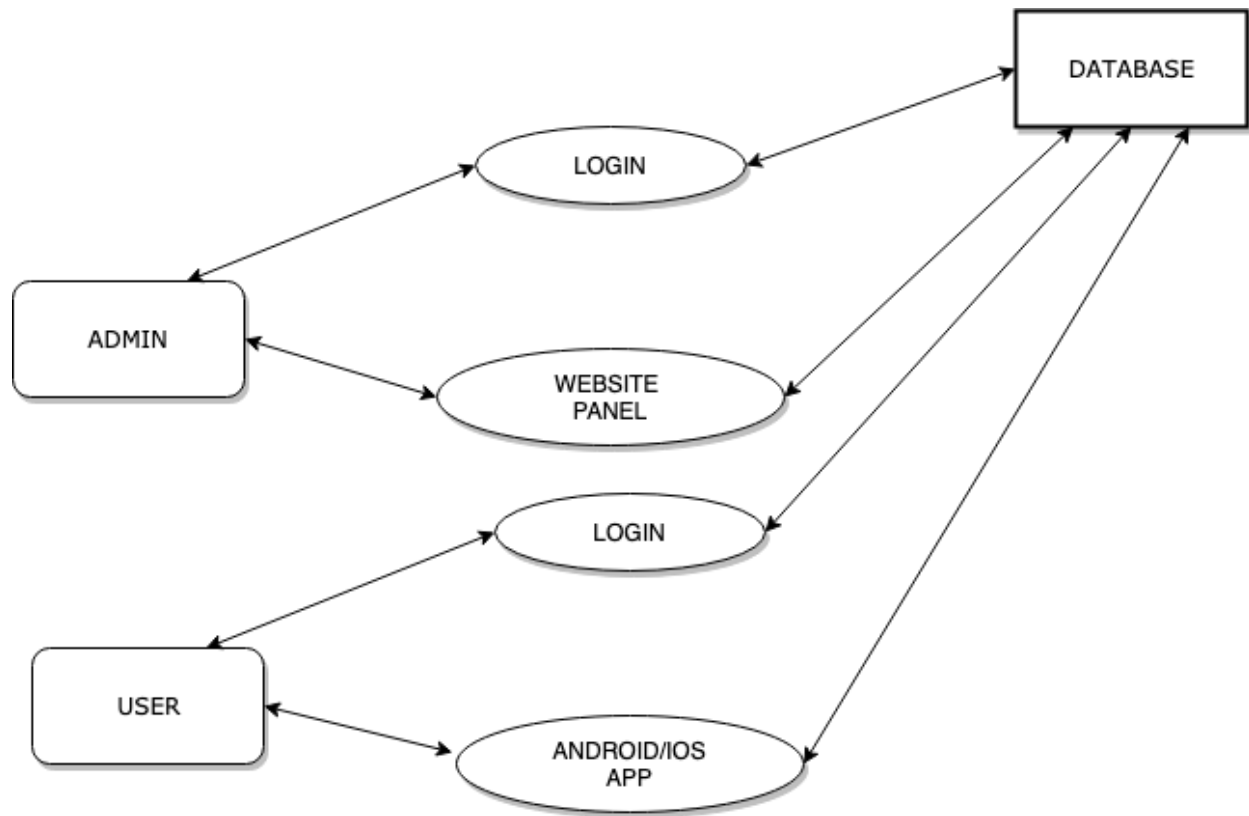 DATABASE
LOGIN
ADMIN
WEBSITE
PANEL
LOGIN
USER
ANDROID/IOS
APP